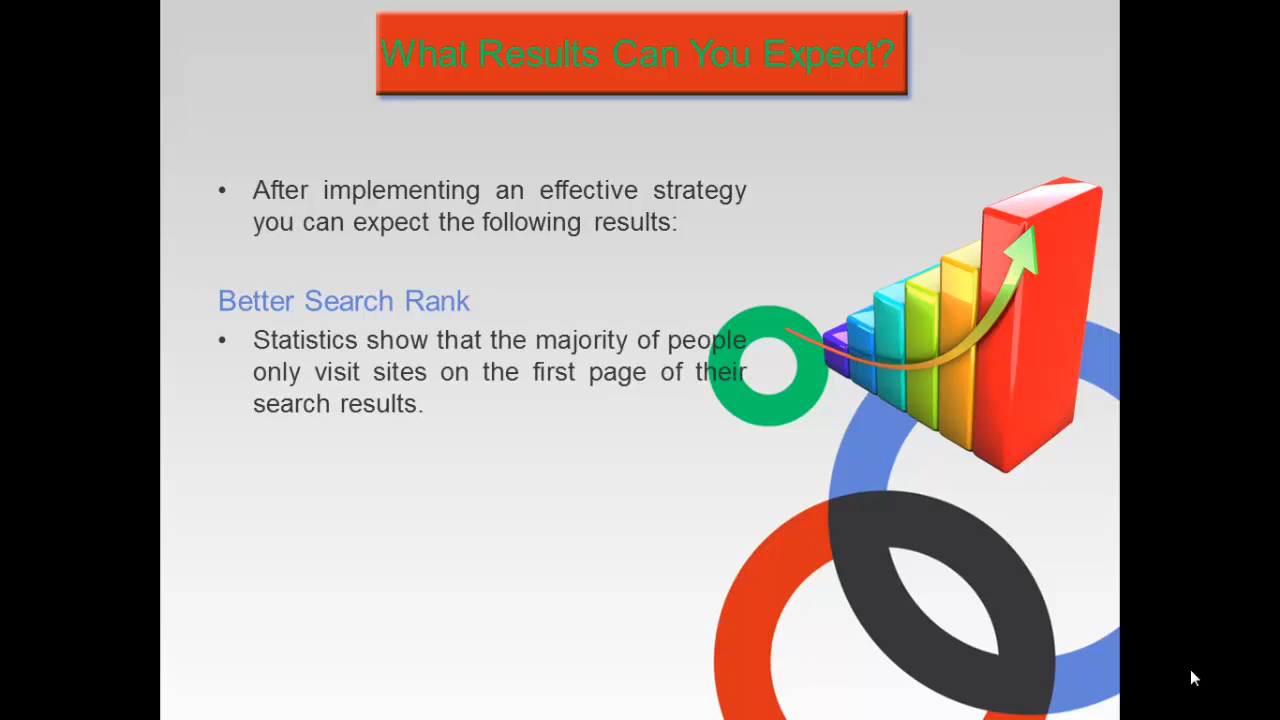 What Results Can You Expect?
• After implementing an effective strategy
you can expect the following results:
Better Search Rank
• Statistics show that the majority of people
only visit sites on the first page of their
search results.